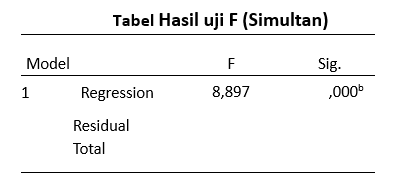 Tabel Hasil uji F (Simultan)
Model F Sig.
1 Regression 8,897 ,000ᵇ
Residual
Total